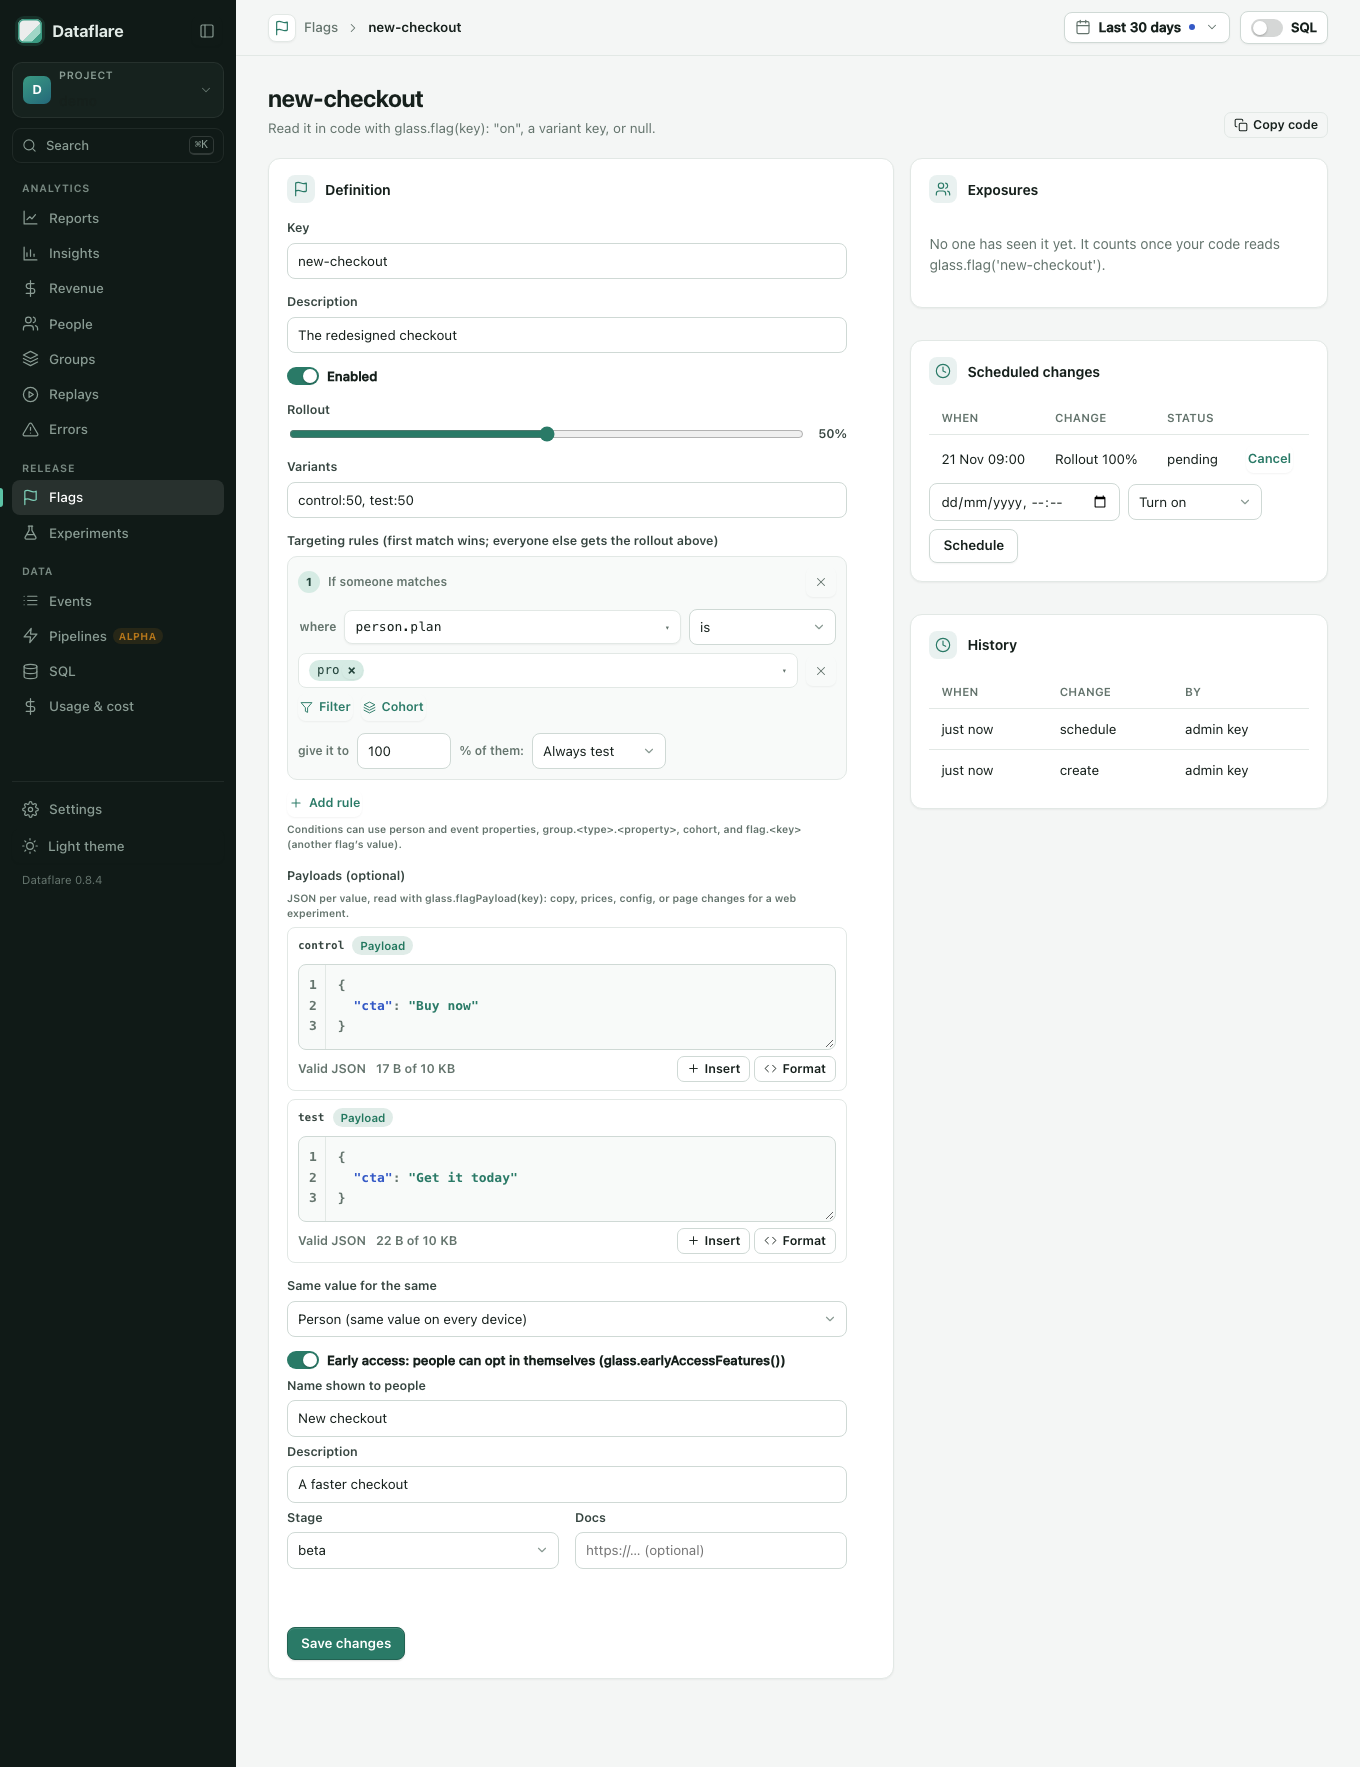 Dataflare
PROJECT
D
Search
⌘K
ANALYTICS
Reports
Insights
Revenue
People
Groups
Replays
Errors
RELEASE
Flags
Experiments
DATA
Events
Pipelines ALPHA
SQL
Usage & cost
Settings
Light theme
Dataflare 0.8.4
Flags > new-checkout
Last 30 days
SQL
new-checkout
Read it in code with glass.flag(key): "on", a variant key, or null.
Copy code
Definition
Key
new-checkout
Description
The redesigned checkout
Enabled
Rollout
50%
Variants
control:50, test:50
Targeting rules (first match wins; everyone else gets the rollout above)
1 If someone matches
where person.plan is
pro ×
Filter Cohort
give it to 100 % of them: Always test
+ Add rule
Conditions can use person and event properties, group.<type>.<property>, cohort, and flag.<key>
(another flag's value).
Payloads (optional)
JSON per value, read with glass.flagPayload(key): copy, prices, config, or page changes for a web
experiment.
control Payload
1 {
2 "cta": "Buy now"
3 }
Valid JSON 17 B of 10 KB
+ Insert
<> Format
test Payload
1 {
2 "cta": "Get it today"
3 }
Valid JSON 22 B of 10 KB
+ Insert
<> Format
Same value for the same
Person (same value on every device)
Early access: people can opt in themselves (glass.earlyAccessFeatures())
Name shown to people
New checkout
Description
A faster checkout
Stage
beta
Docs
https://... (optional)
Save changes
Exposures
No one has seen it yet. It counts once your code reads
glass.flag('new-checkout').
Scheduled changes
WHEN CHANGE STATUS
21 Nov 09:00 Rollout 100% pending Cancel
dd/mm/yyyy, --:-- Turn on
Schedule
History
WHEN CHANGE BY
just now schedule admin key
just now create admin key